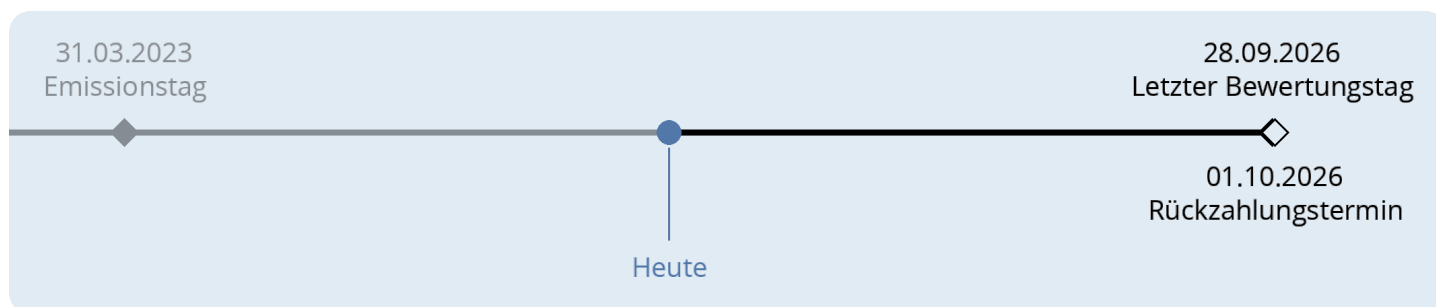 31.03.2023
Emissionstag
28.09.2026
Letzter Bewertungstag
01.10.2026
Rückzahlungstermin
Heute